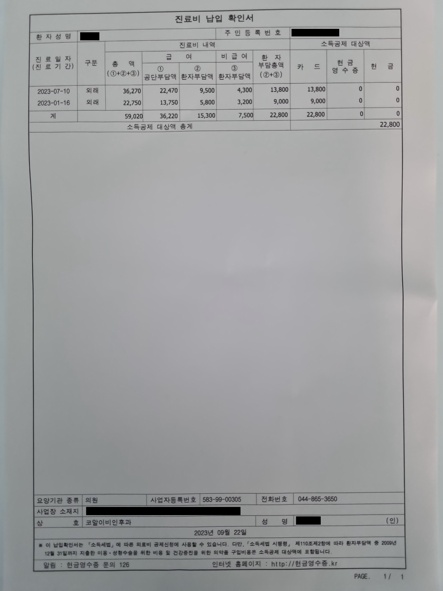 진료비 납입 확인서
환 자 성 명 주 민 등 록 번 호
진 료 일 자 (진 료 기 간) 구분 진료비 내역 소득공제 대상액
총 액 (①+②+③) 급 여 비 급 여 환 자 부담총액 (②+③) 카 드 현 금 영 수 증 현 금
① 공단부담액 ② 환자부담액 ③ 환자부담액
2023-07-10 외래 36,270 22,470 9,500 4,300 13,800 13,800 0 0
2023-01-16 외래 22,750 13,750 5,800 3,200 9,000 9,000 0 0
계 59,020 36,220 15,300 7,500 22,800 22,800 0 0
소득공제 대상액 총계 22,800
요양기관 종류 의원 사업자등록번호 583-99-00305 전화번호 044-865-3650
사업장 소재지
상 호 코앞이비인후과 성 명 (인)
2023년 09월 22일
※ 이 납입확인서는 「소득세법」에 따른 의료비 공제신청에 사용할 수 있습니다. 다만, 「소득세법 시행령」 제110조제2항에 따라 환자부담액 중 2009년
12월 31일까지 지출한 미용·성형수술을 위한 비용 및 건강증진을 위한 의약품 구입비용은 소득공제 대상에 포함됩니다.
알림 : 현금영수증 문의 126 인터넷 홈페이지 : http://현금영수증.kr
PAGE. 1 / 1